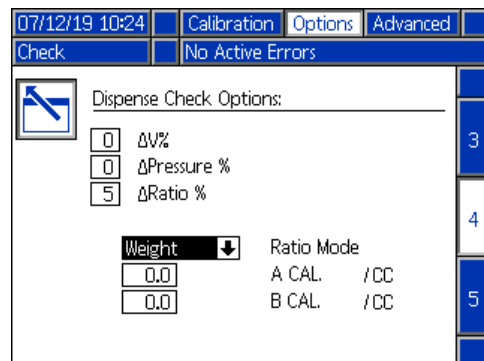 07/12/19 10:24 Calibration Options Advanced
Check No Active Errors
Dispense Check Options:
0 ΔV%
0 ΔPressure %
5 ΔRatio %
3
4
Weight Ratio Mode
0.0 A CAL. /CC
0.0 B CAL. /CC
5